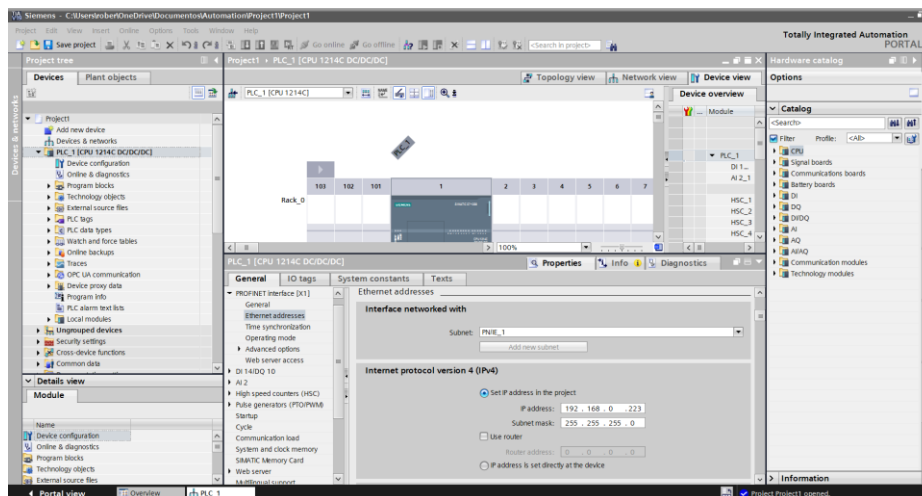 Siemens - C:\Users\rober\OneDrive\Documentos\Automation\Project1\Project1
Project Edit View Insert Online Options Tools Window Help
Save project
Go online
Go offline
<Search in project>
Totally Integrated Automation
PORTAL
Project tree
Devices
Plant objects
Devices & networks
Project1
Add new device
Devices & networks
PLC_1 [CPU 1214C DC/DC/DC]
Device configuration
Online & diagnostics
Program blocks
Technology objects
External source files
PLC tags
PLC data types
Watch and force tables
Online backups
Traces
OPC UA communication
Device proxy data
Program info
PLC alarm text lists
Local modules
Ungrouped devices
Security settings
Cross-device functions
Common data
Details view
Module
Name
Device configuration
Online & diagnostics
Program blocks
Technology objects
External source files
Project1 PLC_1 [CPU 1214C DC/DC/DC]
Topology view
Network view
Device view
PLC_1 [CPU 1214C]
PLC_1
103 102 101 1 2 3 4 5 6 7
Rack_0
SIEMENS
100%
Device overview
Module
PLC_1
DI 1...
AI 2_1
HSC_1
HSC_2
HSC_3
HSC_4
PLC_1 [CPU 1214C DC/DC/DC]
Properties
Info
Diagnostics
General
IO tags
System constants
Texts
PROFINET interface [X1]
General
Ethernet addresses
Time synchronization
Operating mode
Advanced options
Web server access
DI 14/DQ 10
AI 2
High speed counters (HSC)
Pulse generators (PTO/PWM)
Startup
Cycle
Communication load
System and clock memory
SIMATIC Memory Card
Web server
Multilingual support
Ethernet addresses
Interface networked with
Subnet: PN/IE_1
Add new subnet
Internet protocol version 4 (IPv4)
Set IP address in the project
IP address: 192 . 168 . 0 .223
Subnet mask: 255 . 255 . 255 . 0
Use router
Router address: 0 . 0 . 0 . 0
IP address is set directly at the device
Hardware catalog
Options
Catalog
<Search>
Filter
Profile: <All>
CPU
Signal boards
Communications boards
Battery boards
DI
DQ
DI/DQ
AI
AQ
AI/AQ
Communication modules
Technology modules
Information
Portal view
Overview
PLC_1
Project Project1 opened.